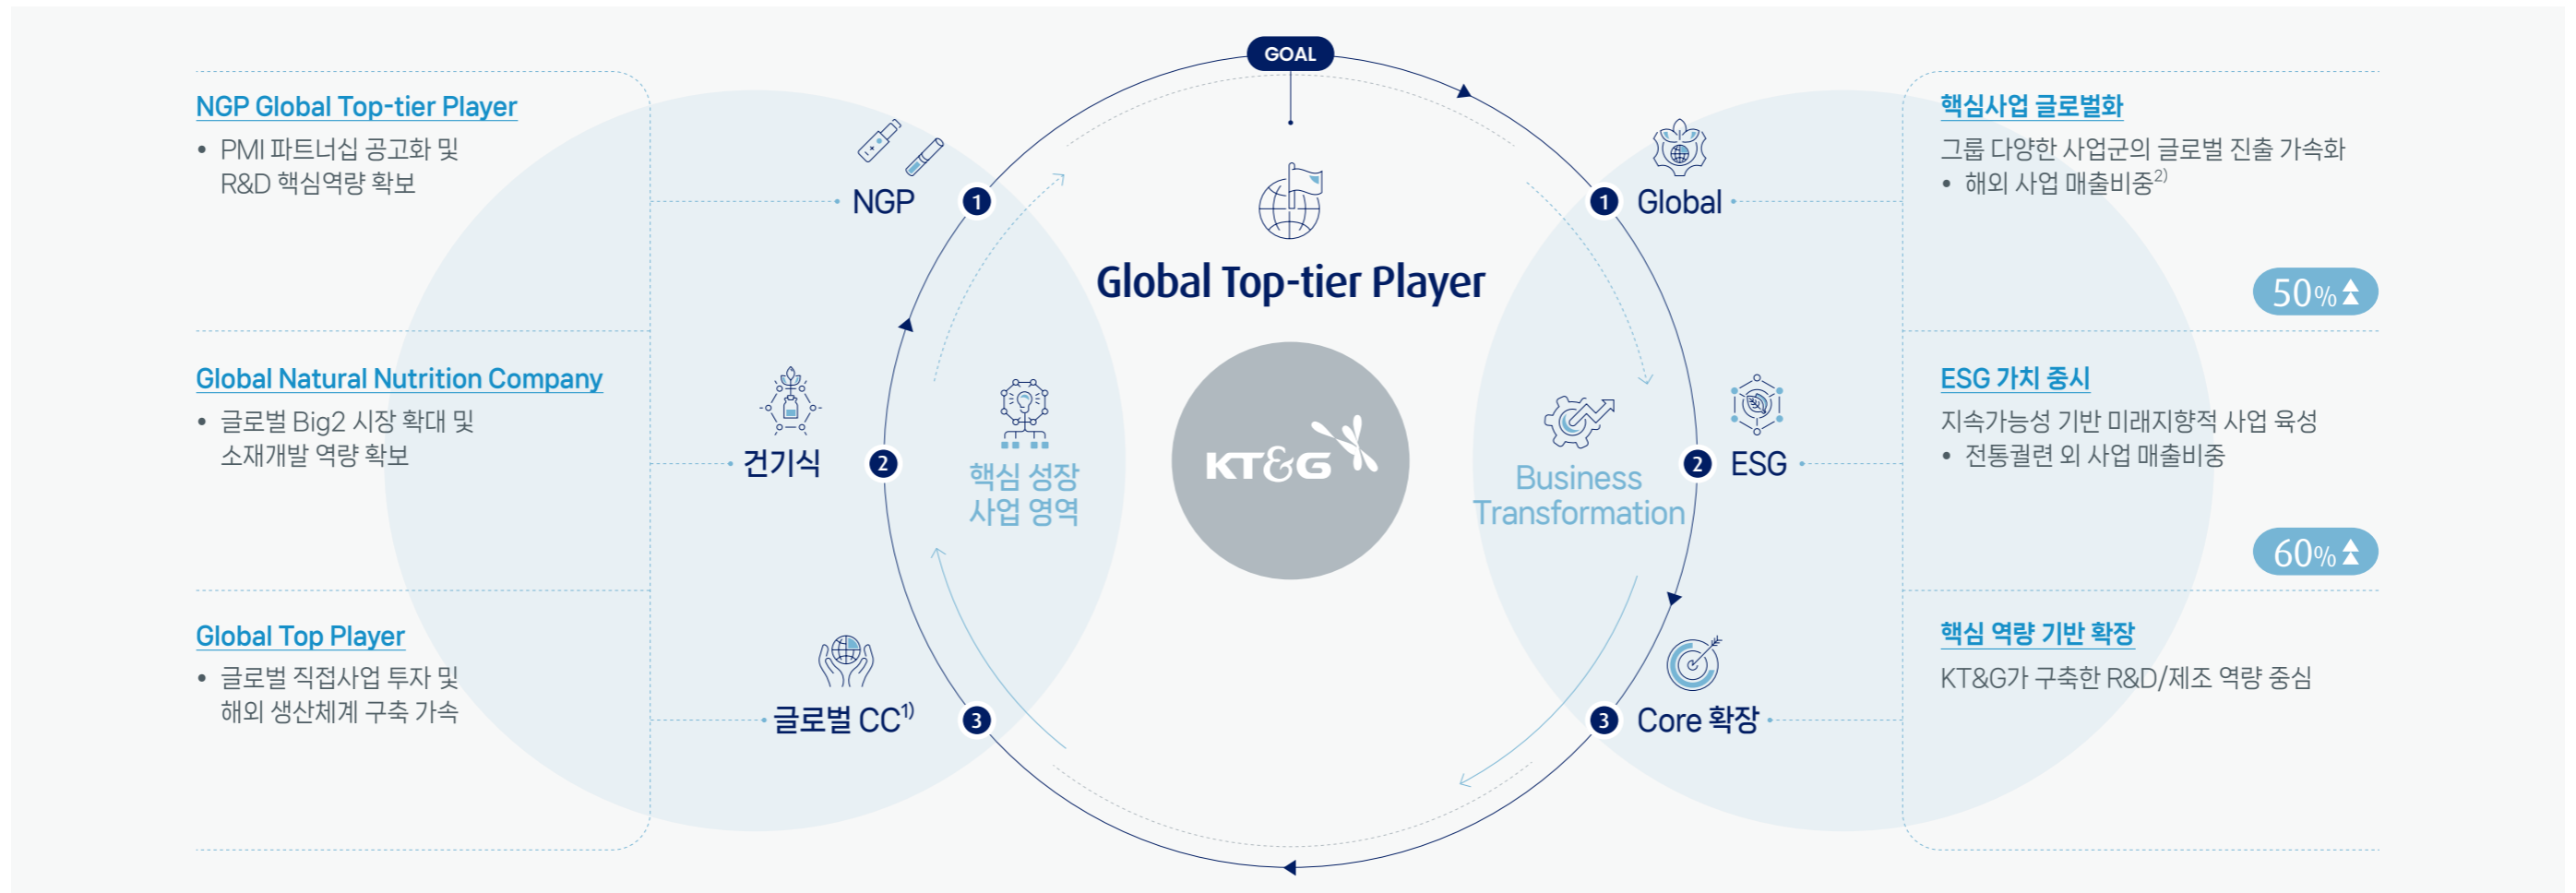 GOAL
Global Top-tier Player
KT&G
핵심 성장
사업 영역
1
NGP
NGP Global Top-tier Player
• PMI 파트너십 공고화 및
R&D 핵심역량 확보
2
건기식
Global Natural Nutrition Company
• 글로벌 Big2 시장 확대 및
소재개발 역량 확보
3
글로벌 CC1)
Global Top Player
• 글로벌 직접사업 투자 및
해외 생산체계 구축 가속
Business
Transformation
1
Global
핵심사업 글로벌화
그룹 다양한 사업군의 글로벌 진출 가속화
• 해외 사업 매출비중2)
50%
2
ESG
ESG 가치 중시
지속가능성 기반 미래지향적 사업 육성
• 전통궐련 외 사업 매출비중
60%
3
Core 확장
핵심 역량 기반 확장
KT&G가 구축한 R&D/제조 역량 중심